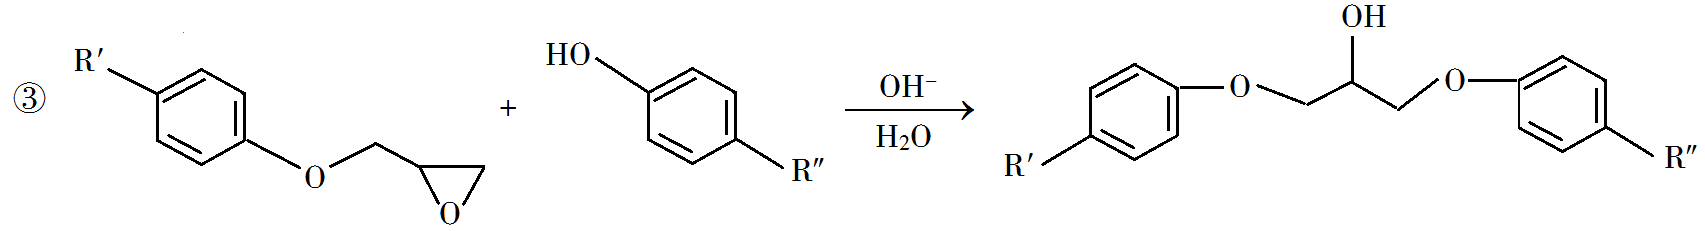 ③ R′ O O + HO R″ OH⁻ H₂O R′ O OH O R″